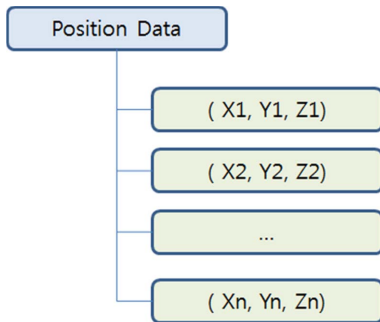 Position Data
( X1, Y1, Z1)
( X2, Y2, Z2)
...
( Xn, Yn, Zn)